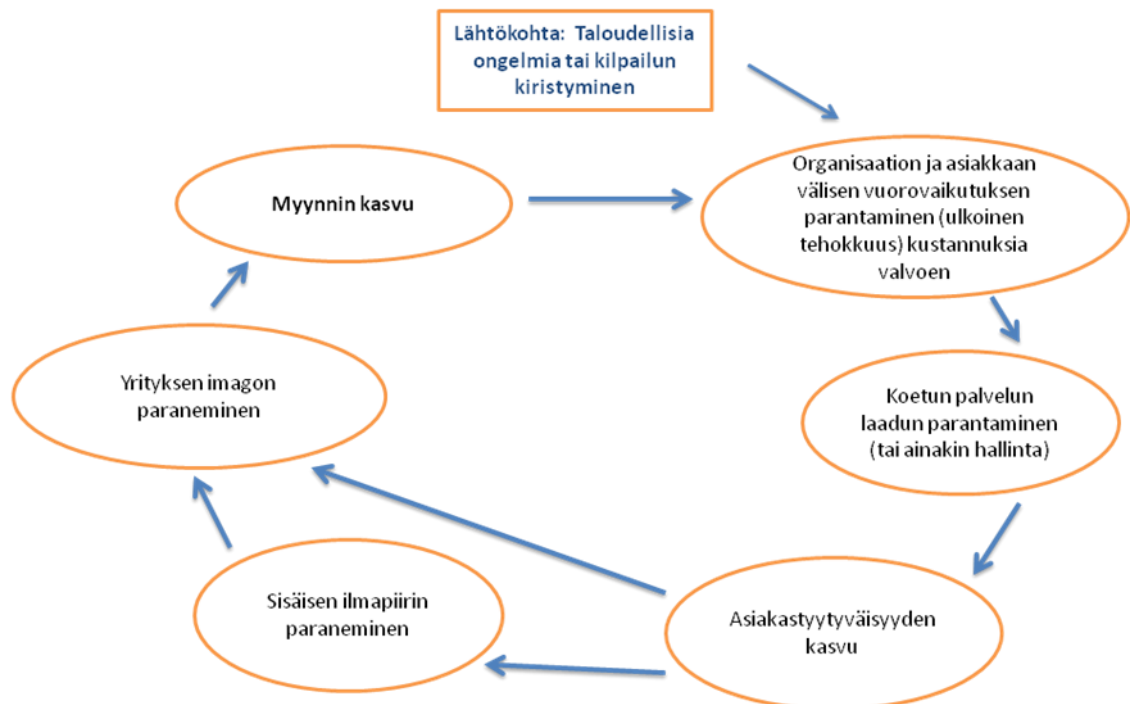 Lähtökohta: Taloudellisia
ongelmia tai kilpailun
kiristyminen
Organisaation ja asiakkaan
välisen vuorovaikutuksen
parantaminen (ulkoinen
tehokkuus) kustannuksia
valvoen
Koetun palvelun
laadun parantaminen
(tai ainakin hallinta)
Asiakastyytyväisyyden
kasvu
Sisäisen ilmapiirin
paraneminen
Yrityksen imagon
paraneminen
Myynnin kasvu